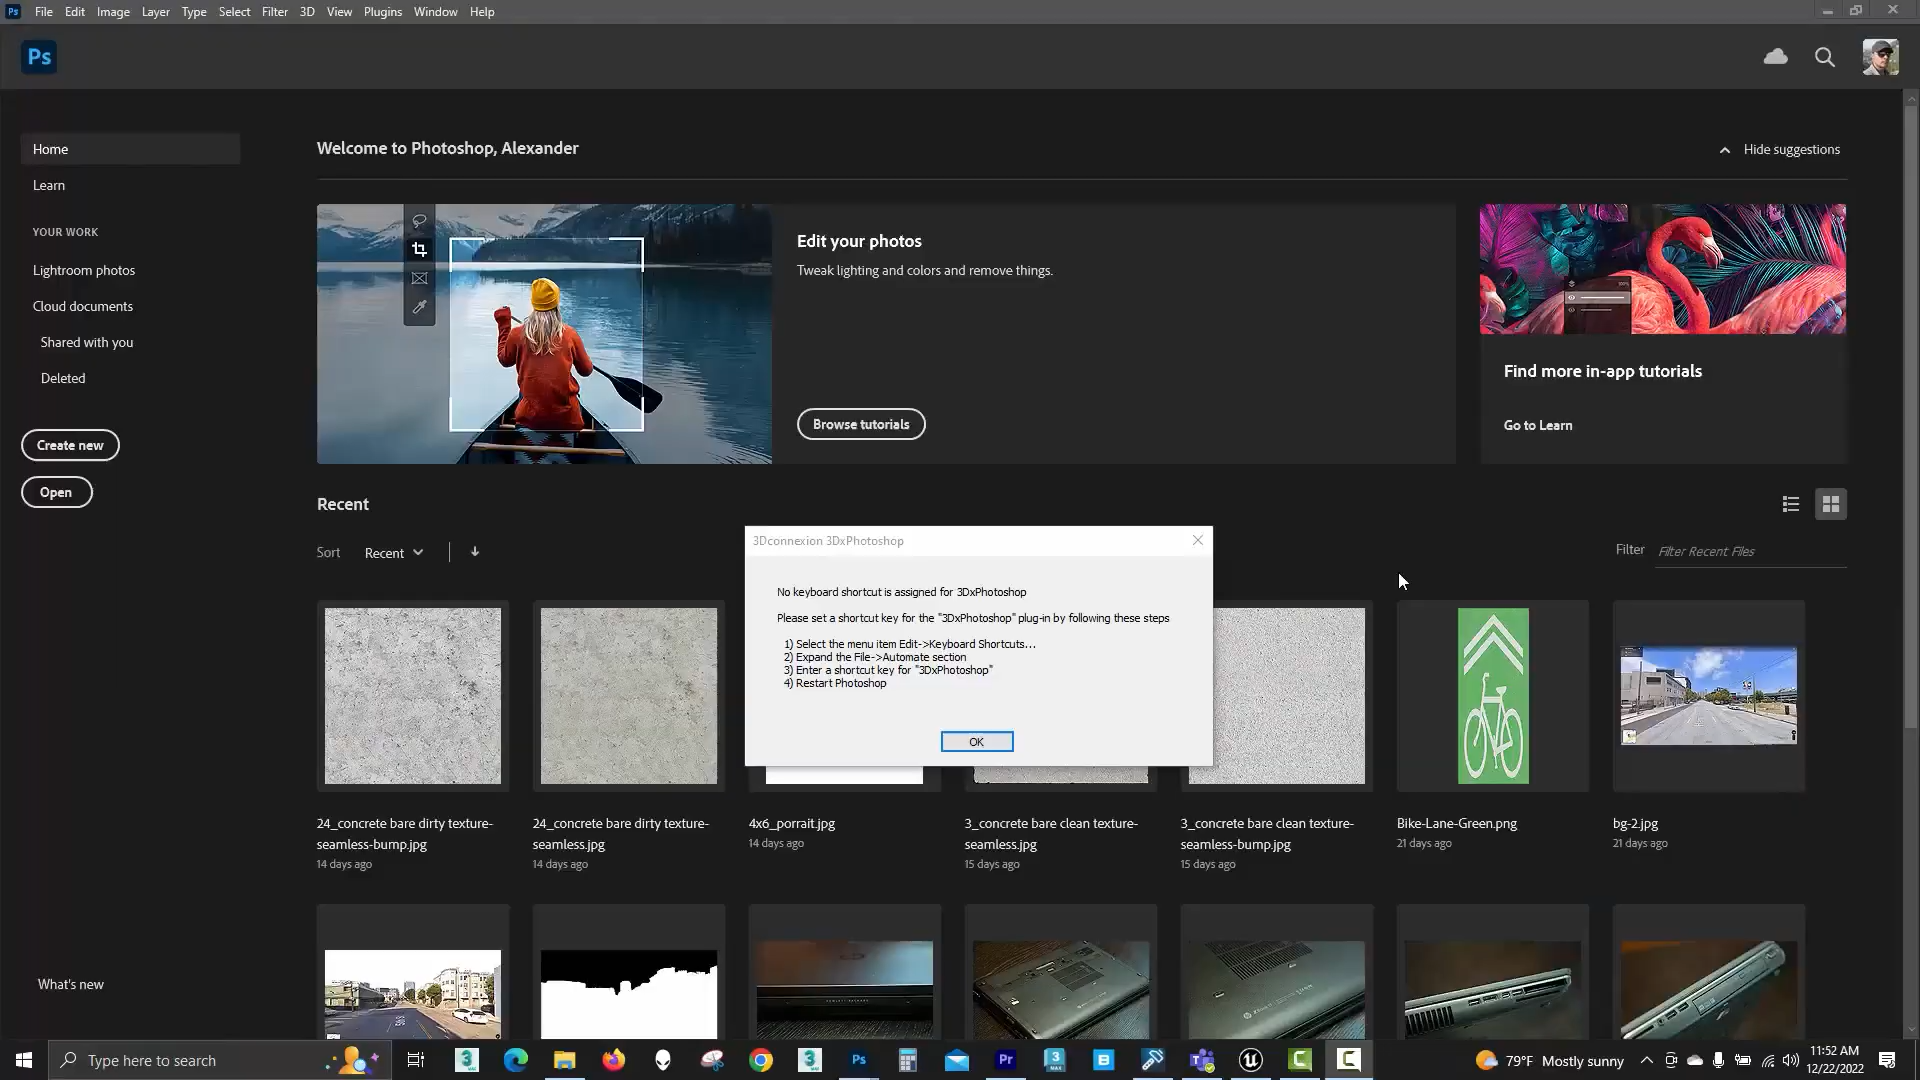 Ps File Edit Image Layer Type Select Filter 3D View Plugins Window Help
Ps
Home
Learn
YOUR WORK
Lightroom photos
Cloud documents
Shared with you
Deleted
Create new
Open
What's new
Welcome to Photoshop, Alexander
Hide suggestions
Edit your photos
Tweak lighting and colors and remove things.
Browse tutorials
Find more in-app tutorials
Go to Learn
Recent
Sort Recent
Filter Filter Recent Files
3Dconnexion 3DxPhotoshop
No keyboard shortcut is assigned for 3DxPhotoshop
Please set a shortcut key for the "3DxPhotoshop" plug-in by following these steps
1) Select the menu item Edit->Keyboard Shortcuts...
2) Expand the File->Automate section
3) Enter a shortcut key for "3DxPhotoshop"
4) Restart Photoshop
OK
24_concrete bare dirty texture-
seamless-bump.jpg
14 days ago
24_concrete bare dirty texture-
seamless.jpg
14 days ago
4x6_porrait.jpg
14 days ago
3_concrete bare clean texture-
seamless.jpg
15 days ago
3_concrete bare clean texture-
seamless-bump.jpg
15 days ago
Bike-Lane-Green.png
21 days ago
bg-2.jpg
21 days ago
Type here to search
Ps
Pr
3
B
79°F Mostly sunny
11:52 AM
12/22/2022